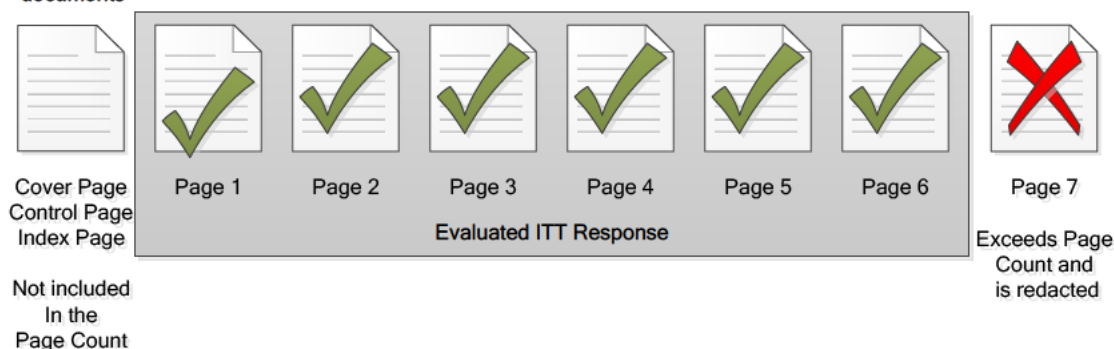 documents
Cover Page
Control Page
Index Page
Not included
In the
Page Count
Page 1
Page 2
Page 3
Page 4
Page 5
Page 6
Evaluated ITT Response
Page 7
Exceeds Page
Count and
is redacted